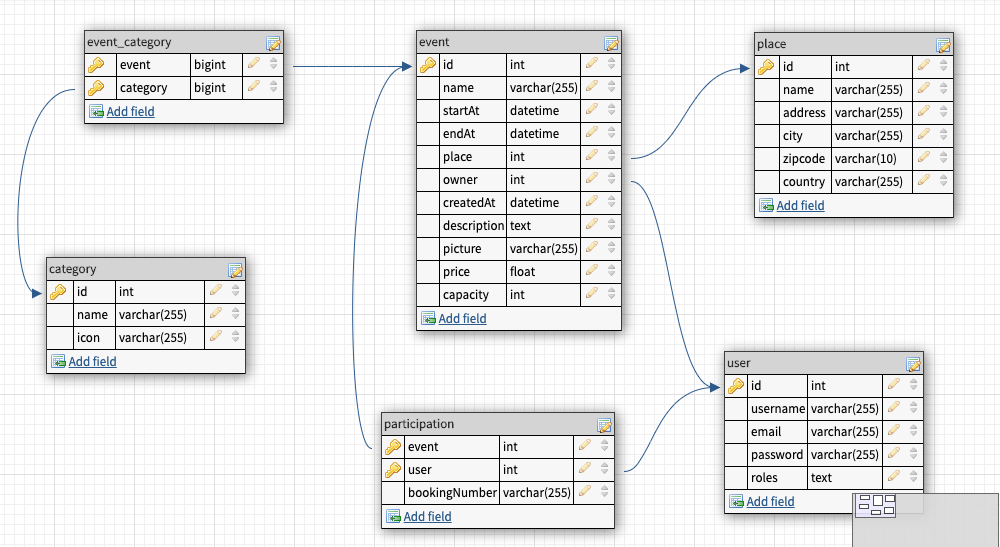 event_category
event bigint
category bigint
Add field
event
id int
name varchar(255)
startAt datetime
endAt datetime
place int
owner int
createdAt datetime
description text
picture varchar(255)
price float
capacity int
Add field
place
id int
name varchar(255)
address varchar(255)
city varchar(255)
zipcode varchar(10)
country varchar(255)
Add field
category
id int
name varchar(255)
icon varchar(255)
Add field
participation
event int
user int
bookingNumber varchar(255)
Add field
user
id int
username varchar(255)
email varchar(255)
password varchar(255)
roles text
Add field